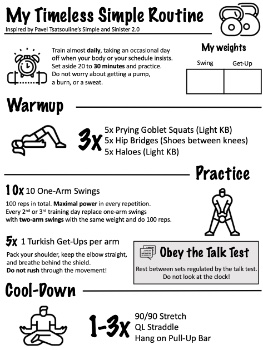 My Timeless Simple Routine
Inspired by Pavel Tsatsouline's Simple and Sinister 2.0
Train almost daily, taking an occasional day
off when your body or your schedule insists.
Set aside 20 to 30 minutes and practice.
Do not worry about getting a pump,
a burn, or a sweat.
My weights
Swing
Get-Up
Warmup
3x
5x Prying Goblet Squats (Light KB)
5x Hip Bridges (Shoes between knees)
5x Haloes (Light KB)
Practice
10x 10 One-Arm Swings
100 reps in total. Maximal power in every repetition.
Every 2nd or 3rd training day replace one-arm swings
with two-arm swings with the same weight and do 100 reps.
5x 1 Turkish Get-Ups per arm
Pack your shoulder, keep the elbow straight,
and breathe behind the shield.
Do not rush through the movement!
Obey the Talk Test
Rest between sets regulated by the talk test.
Do not look at the clock!
Cool-Down
1-3x
90/90 Stretch
QL Straddle
Hang on Pull-Up Bar